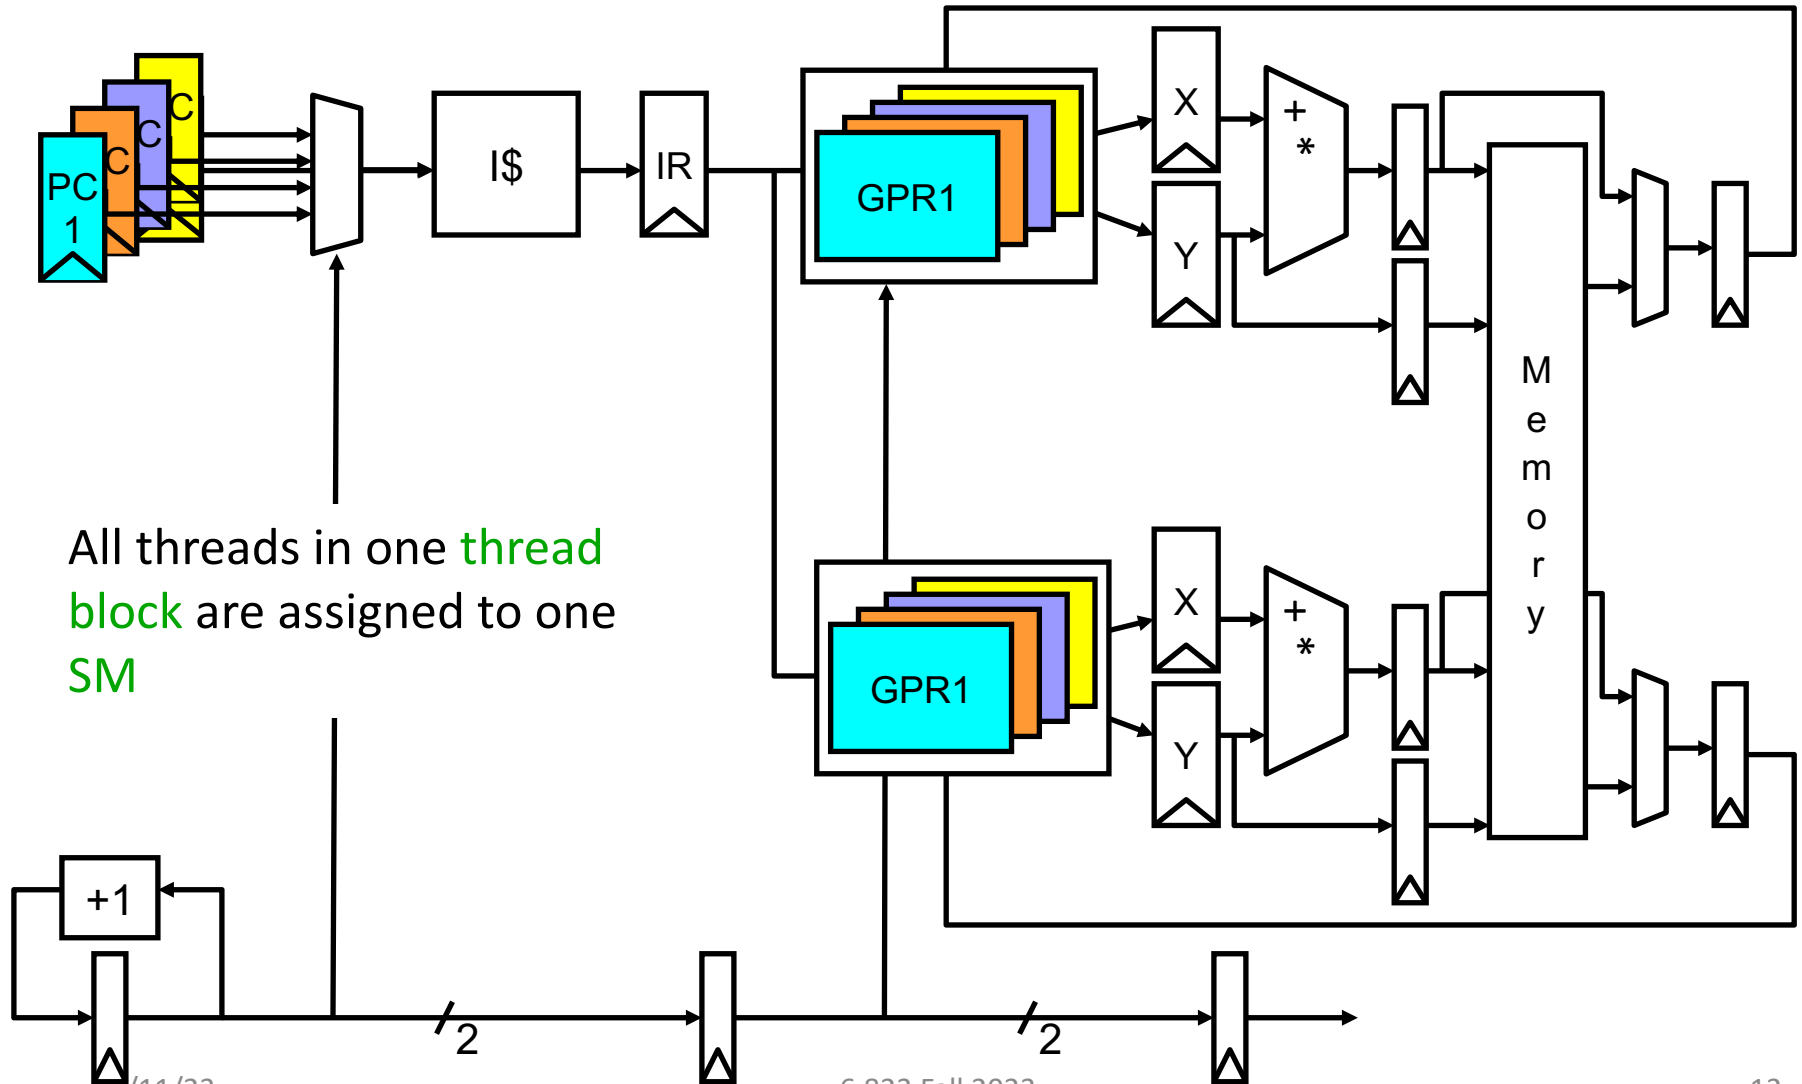 C
C
C
PC
1
I$
IR
GPR1
X
Y
+
*
M
e
m
o
r
y
All threads in one thread
block are assigned to one
SM
GPR1
X
Y
+
*
+1
2
2